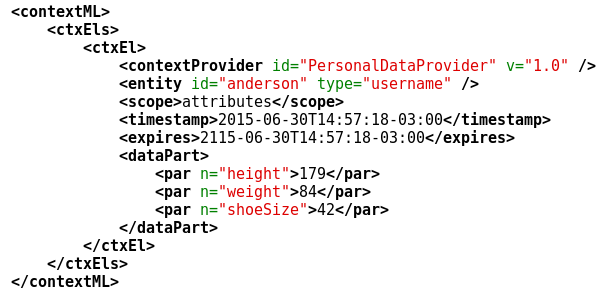 <contextML>
<ctxEls>
<ctxEl>
<contextProvider id="PersonalDataProvider" v="1.0" />
<entity id="anderson" type="username" />
<scope>attributes</scope>
<timestamp>2015-06-30T14:57:18-03:00</timestamp>
<expires>2115-06-30T14:57:18-03:00</expires>
<dataPart>
<par n="height">179</par>
<par n="weight">84</par>
<par n="shoeSize">42</par>
</dataPart>
</ctxEl>
</ctxEls>
</contextML>